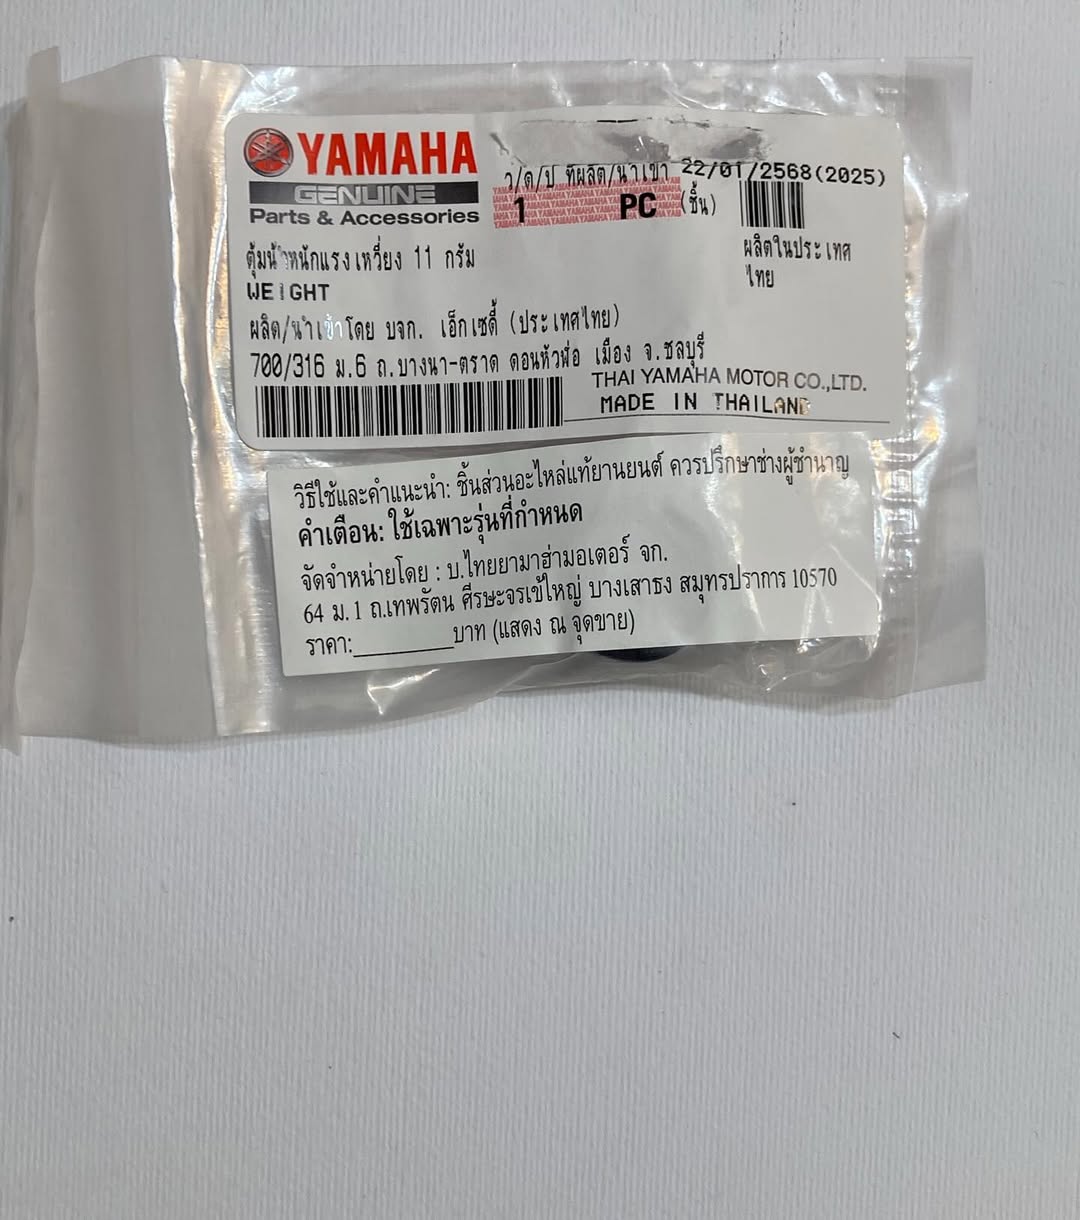 YAMAHA
GENUINE
Parts & Accessories
ว/ด/ป ที่ผลิต/นำเข้า 22/01/2568(2025)
1 PC (ชิ้น)
ตุ้มน้ำหนักแรงเหวี่ยง 11 กรัม
ผลิตในประเทศ
ไทย
WEIGHT
ผลิต/นำเข้าโดย บจก. เอ็กเซดี้ (ประเทศไทย)
700/316 ม.6 ถ.บางนา-ตราด ดอนหัวฬ่อ เมือง จ.ชลบุรี
THAI YAMAHA MOTOR CO.,LTD.
MADE IN THAILAND
วิธีใช้และคำแนะนำ: ชิ้นส่วนอะไหล่แท้ยานยนต์ ควรปรึกษาช่างผู้ชำนาญ
คำเตือน: ใช้เฉพาะรุ่นที่กำหนด
จัดจำหน่ายโดย : บ.ไทยยามาฮ่ามอเตอร์ จก.
64 ม. 1 ถ.เทพรัตน ศีรษะจรเข้ใหญ่ บางเสาธง สมุทรปราการ 10570
ราคา:_________บาท (แสดง ณ จุดขาย)